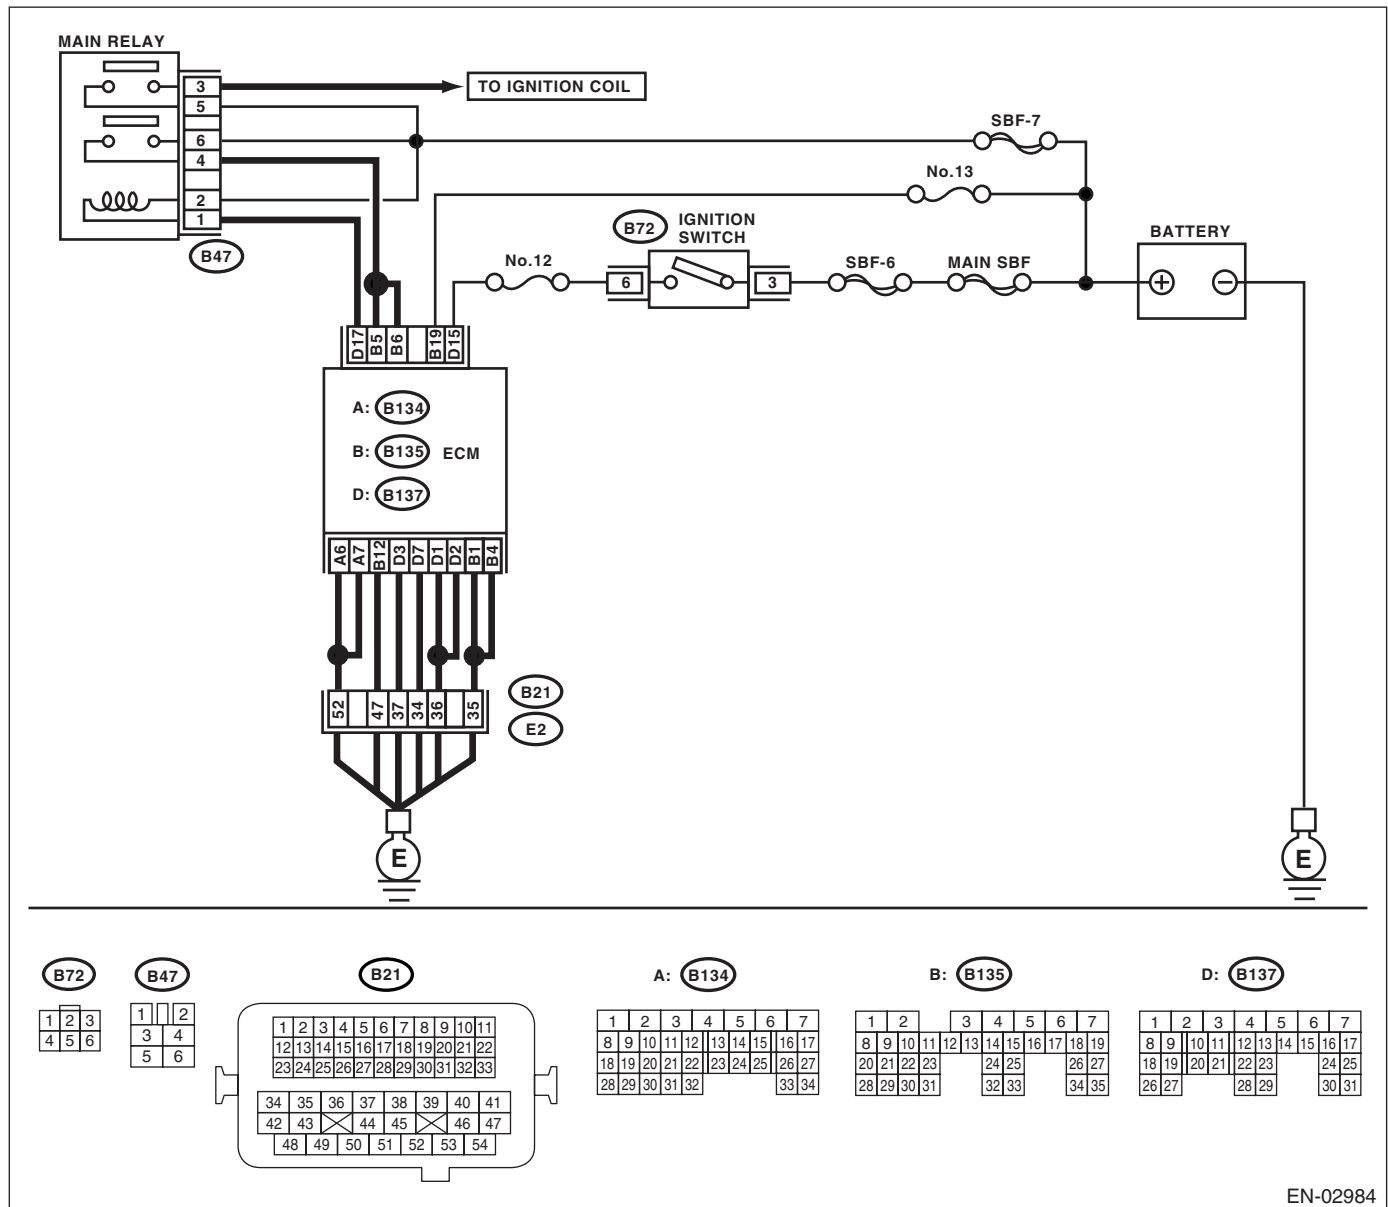 MAIN RELAY
3
TO IGNITION COIL
5
6
4
2
1
B47
SBF-7
No.13
B72
IGNITION
SWITCH
BATTERY
No.12
6
3
SBF-6
MAIN SBF
+
−
D17 B5 B6 B19 D15
A: B134
B: B135 ECM
D: B137
A6 A7 B12 D3 D7 D1 D2 B1 B4
52 47 37 34 36 35
B21
E2
E
E
B72
1 2 3
4 5 6
B47
1 2
3 4
5 6
B21
1 2 3 4 5 6 7 8 9 10 11
12 13 14 15 16 17 18 19 20 21 22
23 24 25 26 27 28 29 30 31 32 33
34 35 36 37 38 39 40 41
42 43 44 45 46 47
48 49 50 51 52 53 54
A: B134
1 2 3 4 5 6 7
8 9 10 11 12 13 14 15 16 17
18 19 20 21 22 23 24 25 26 27
28 29 30 31 32 33 34
B: B135
1 2 3 4 5 6 7
8 9 10 11 12 13 14 15 16 17 18 19
20 21 22 23 24 25 26 27
28 29 30 31 32 33 34 35
D: B137
1 2 3 4 5 6 7
8 9 10 11 12 13 14 15 16 17
18 19 20 21 22 23 24 25
26 27 28 29 30 31
EN-02984